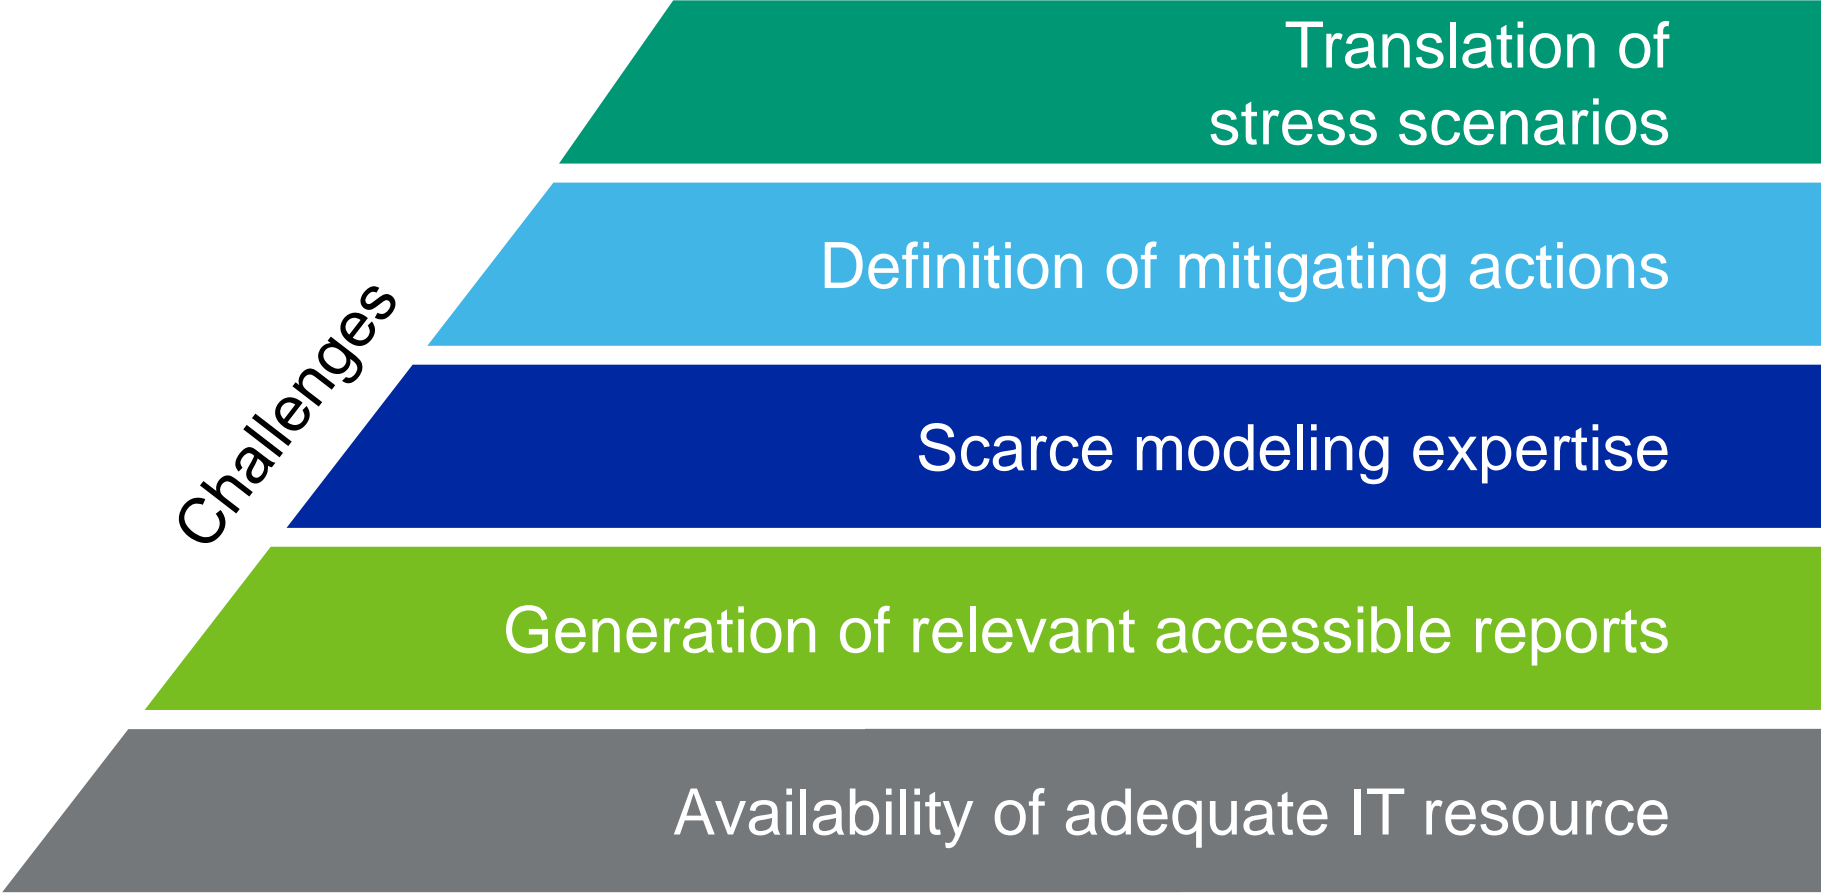 Translation of
stress scenarios
Definition of mitigating actions
Challenges
Scarce modeling expertise
Generation of relevant accessible reports
Availability of adequate IT resource